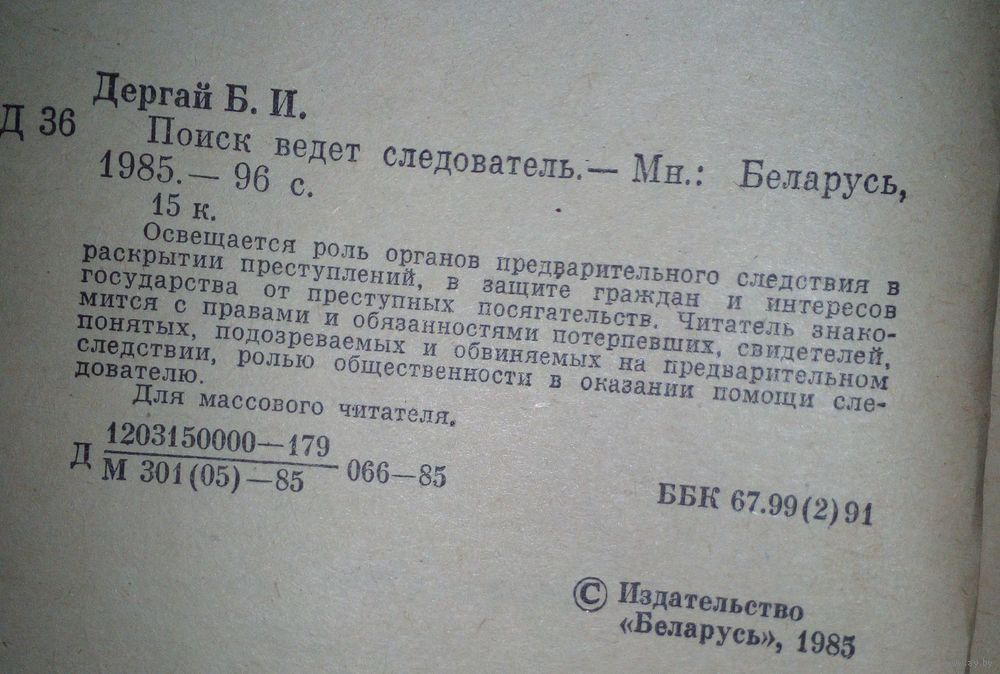 Дергай Б. И.
Д 36
Поиск ведет следователь.— Мн.: Беларусь,
1985.— 96 с.
15 к.
Освещается роль органов предварительного следствия в
раскрытии преступлений, в защите граждан и интересов
государства от преступных посягательств. Читатель знако-
мится с правами и обязанностями потерпевших, свидетелей,
понятых, подозреваемых и обвиняемых на предварительном
следствии, ролью общественности в оказании помощи сле-
дователю.
Для массового читателя.
Д 1203150000—179
М 301(05)—85 066—85
ББК 67.99(2)91
© Издательство
«Беларусь», 1985